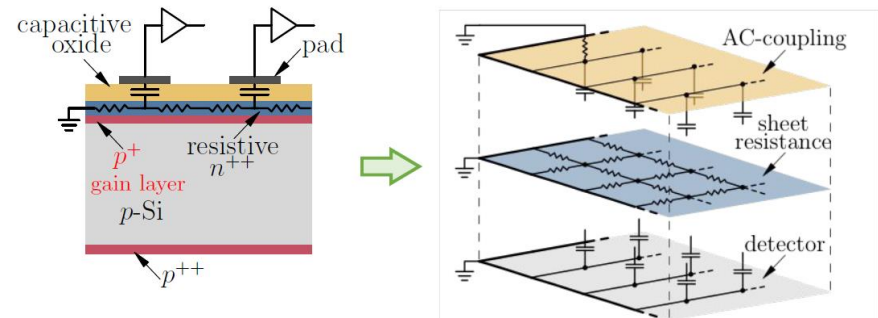 capacitive
oxide
pad
p⁺
gain layer
p-Si
resistive
n⁺⁺
p⁺⁺
AC-coupling
sheet
resistance
detector